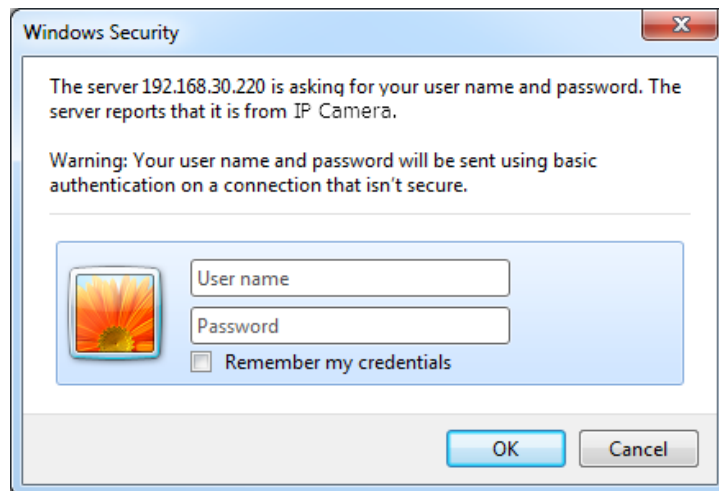 Windows Security
The server 192.168.30.220 is asking for your user name and password. The
server reports that it is from IP Camera.
Warning: Your user name and password will be sent using basic
authentication on a connection that isn't secure.
User name
Password
Remember my credentials
OK
Cancel